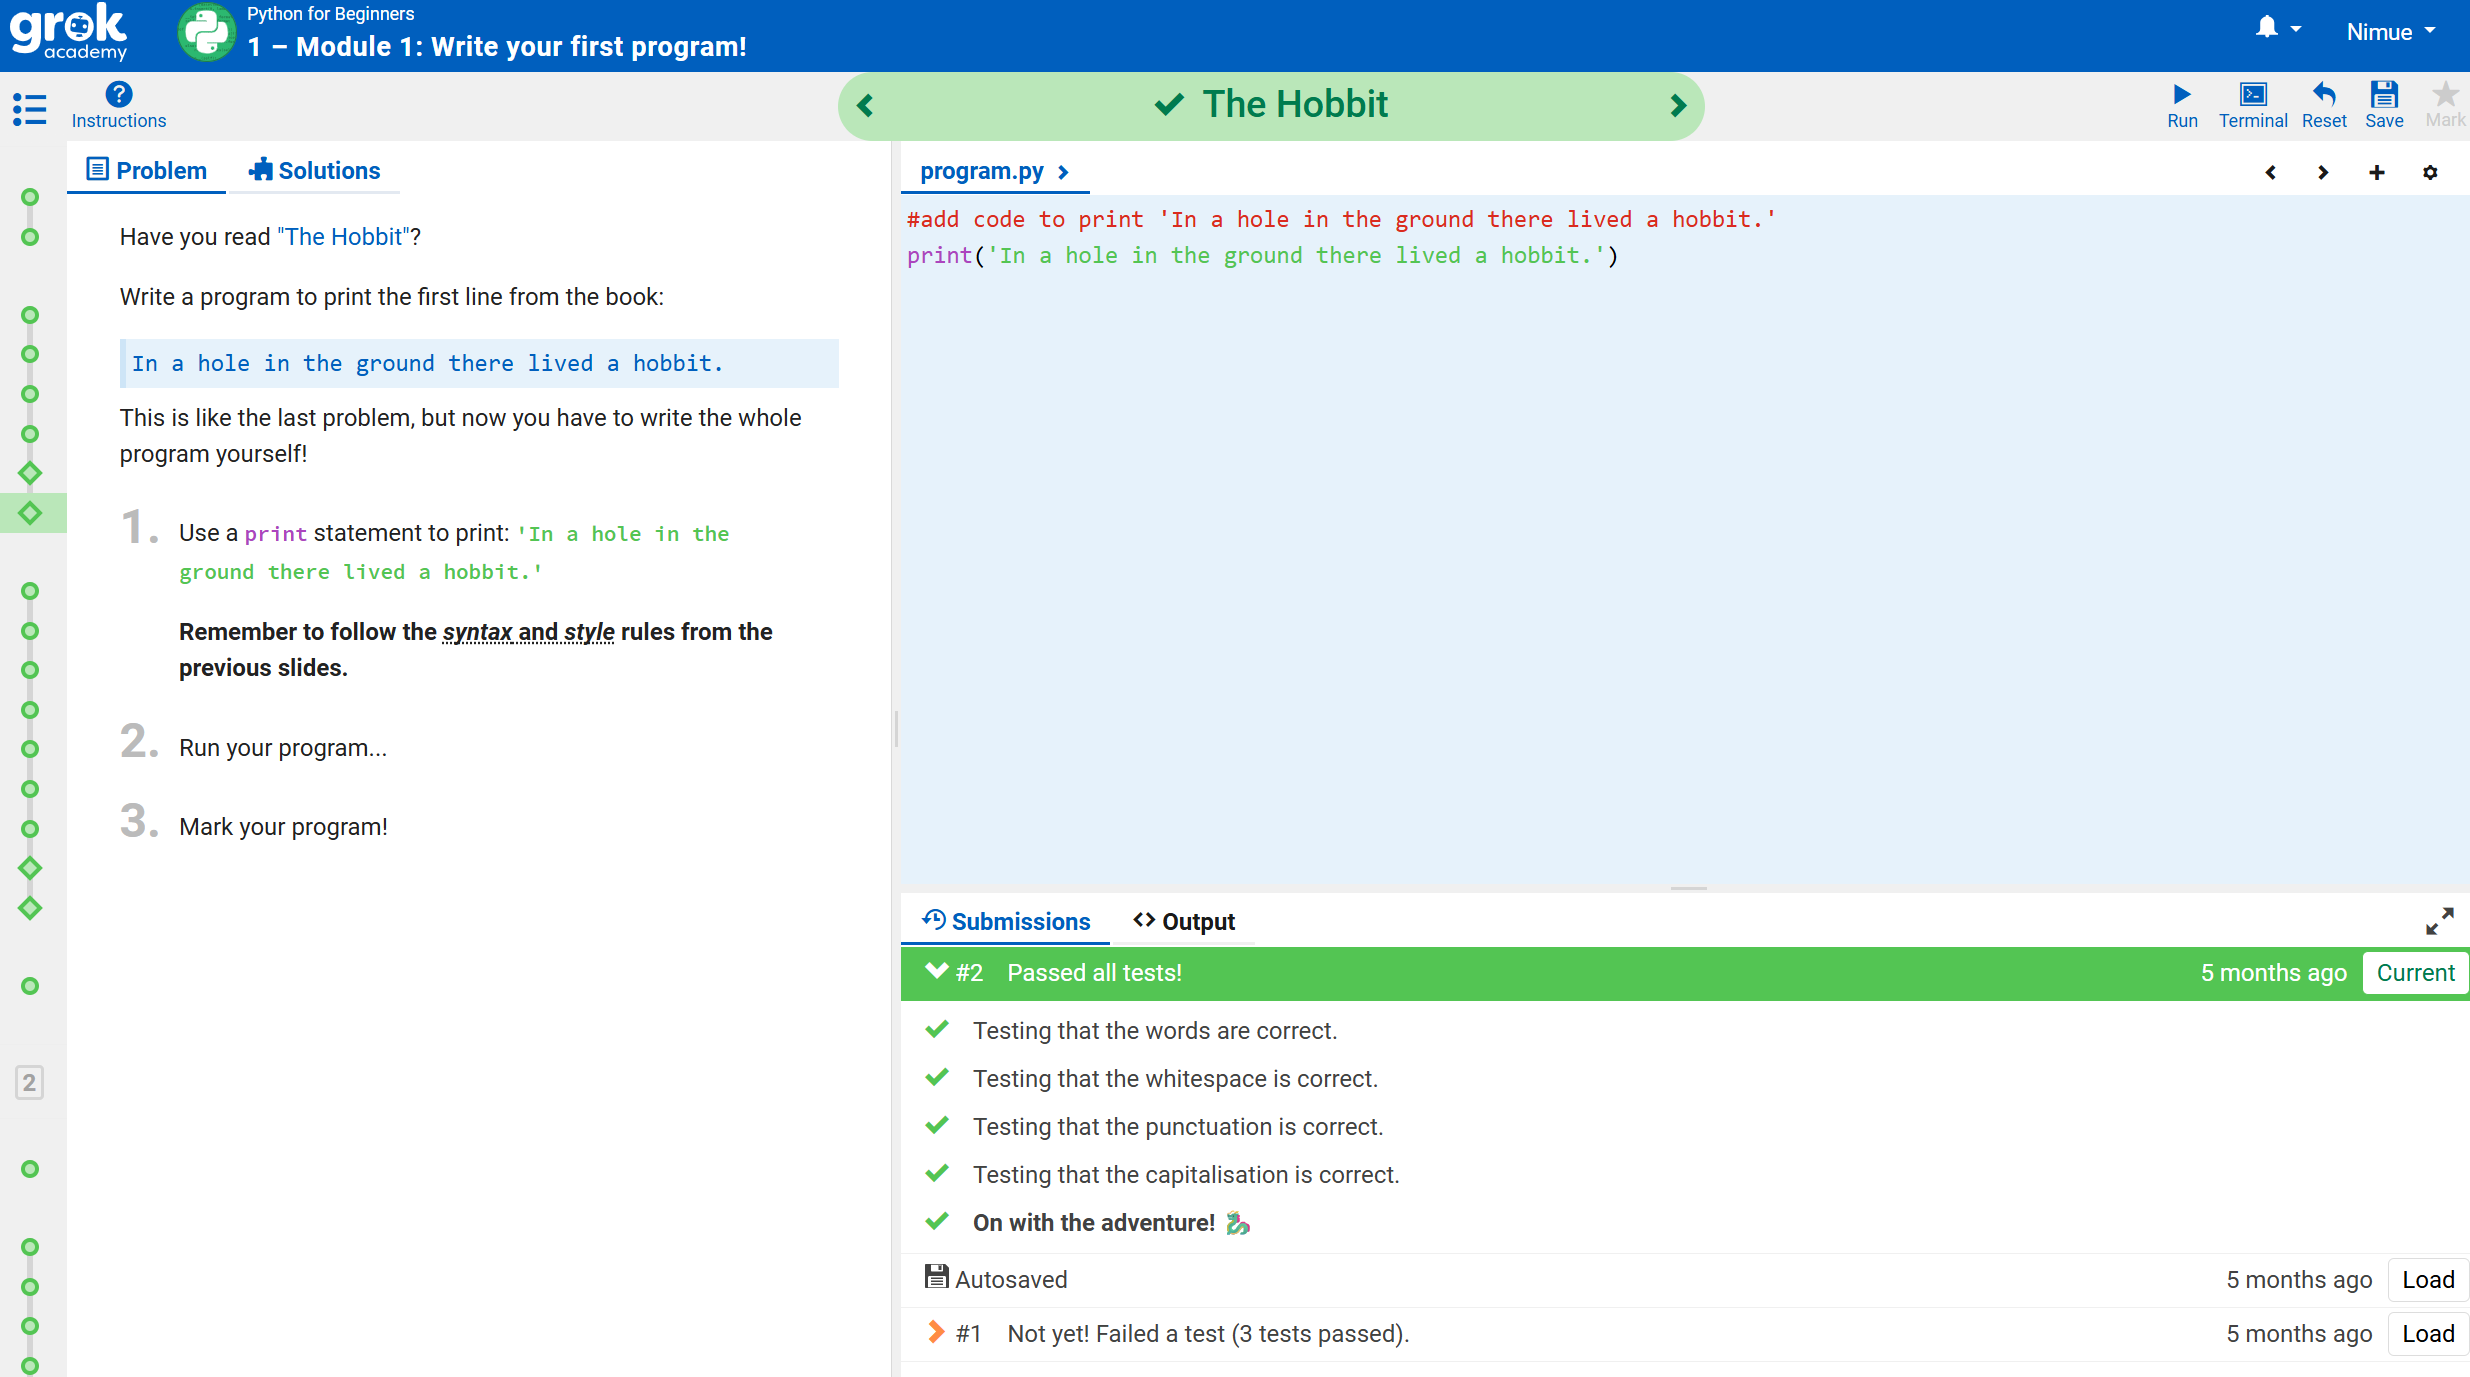 grok
academy
Python for Beginners
1 – Module 1: Write your first program!
Nimue
Instructions
The Hobbit
Run
Terminal
Reset
Save
Mark
Problem
Solutions
Have you read "The Hobbit"?
Write a program to print the first line from the book:
In a hole in the ground there lived a hobbit.
This is like the last problem, but now you have to write the whole
program yourself!
1. Use a print statement to print: 'In a hole in the
ground there lived a hobbit.'
Remember to follow the syntax and style rules from the
previous slides.
2. Run your program...
3. Mark your program!
2
program.py
#add code to print 'In a hole in the ground there lived a hobbit.'
print('In a hole in the ground there lived a hobbit.')
Submissions
Output
#2 Passed all tests! 5 months ago Current
Testing that the words are correct.
Testing that the whitespace is correct.
Testing that the punctuation is correct.
Testing that the capitalisation is correct.
On with the adventure! 🐉
Autosaved 5 months ago Load
#1 Not yet! Failed a test (3 tests passed). 5 months ago Load